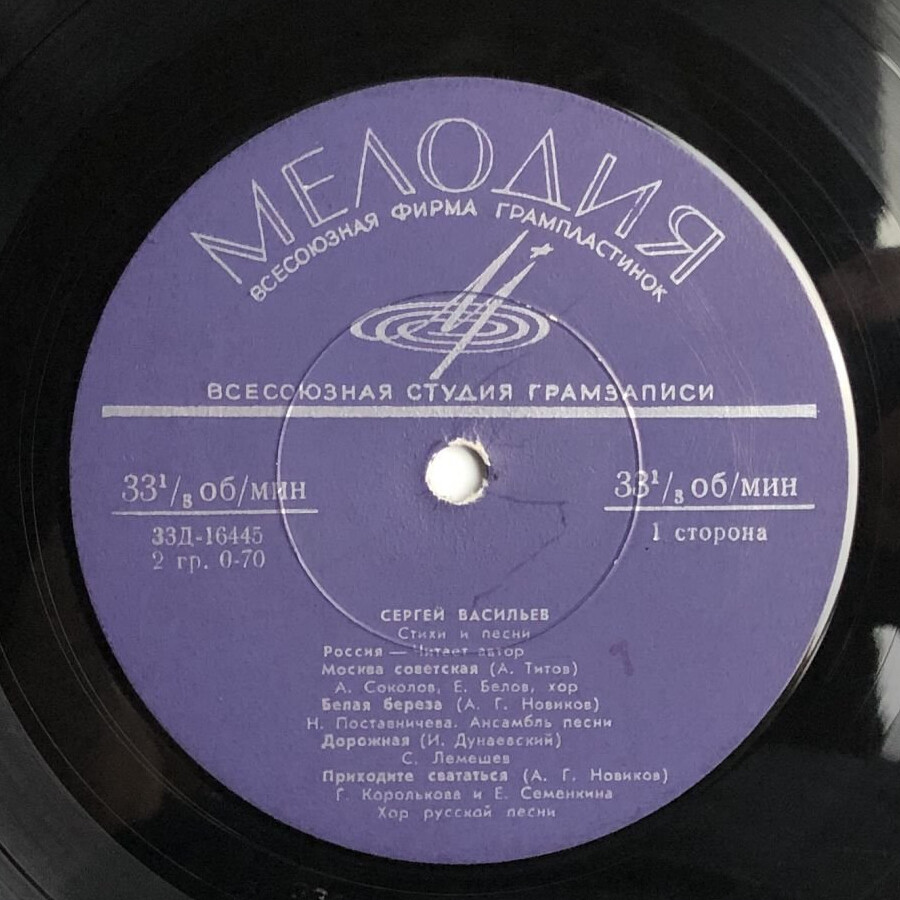 МЕЛОДИЯ
ВСЕСОЮЗНАЯ ФИРМА ГРАМПЛАСТИНОК
ВСЕСОЮЗНАЯ СТУДИЯ ГРАМЗАПИСИ
33¹/₃ об/мин
33Д-16445
2 гр. 0-70
33¹/₃ об/мин
1 сторона
СЕРГЕЙ ВАСИЛЬЕВ
Стихи и песни
Россия — Читает автор
Москва советская (А. Титов)
А. Соколов, Е. Белов, хор
Белая береза (А. Г. Новиков)
Н. Поставничева. Ансамбль песни
Дорожная (И. Дунаевский)
С. Лемешев
Приходите свататься (А. Г. Новиков)
Г. Королькова и Е. Семенкина
Хор русской песни